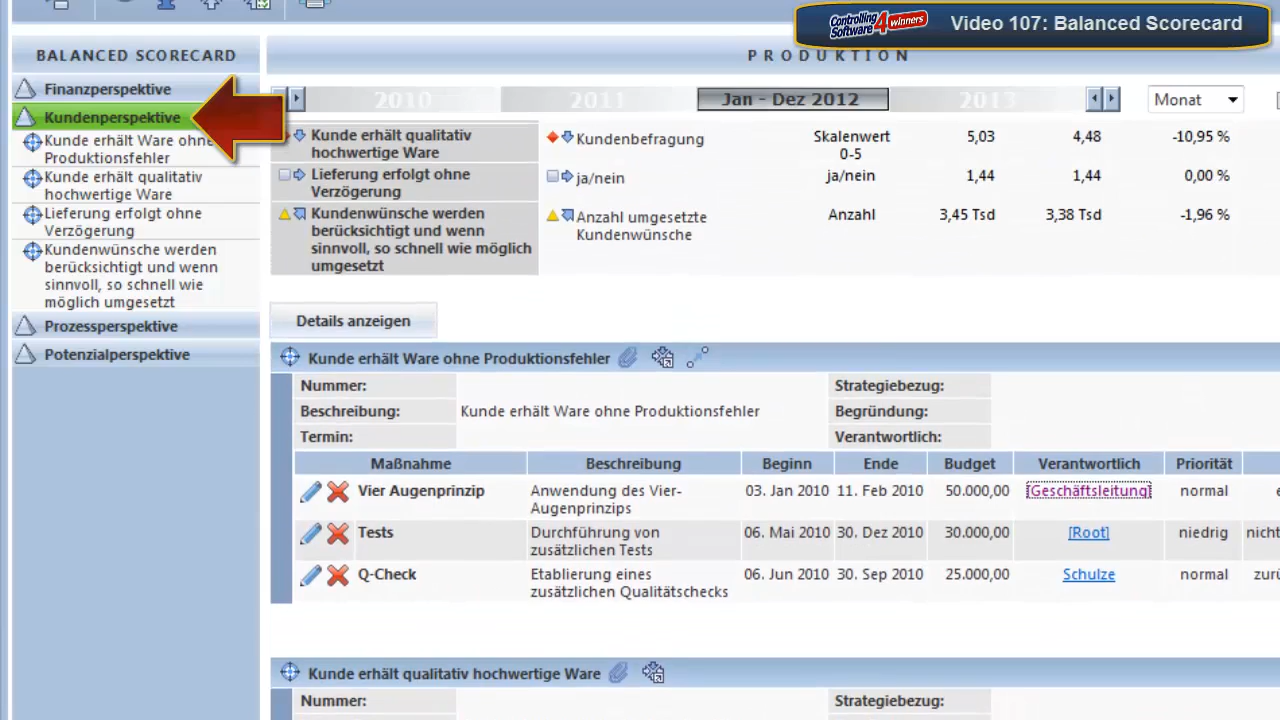 Controlling Software 4 winners
Video 107: Balanced Scorecard
BALANCED SCORECARD
PRODUKTION
Finanzperspektive
Kundenperspektive
Kunde erhält Ware ohne
Produktionsfehler
Kunde erhält qualitativ
hochwertige Ware
Lieferung erfolgt ohne
Verzögerung
Kundenwünsche werden
berücksichtigt und wenn
sinnvoll, so schnell wie
möglich umgesetzt
Prozessperspektive
Potenzialperspektive
2010 2011 Jan - Dez 2012 2013 Monat
Kunde erhält qualitativ
hochwertige Ware
Kundenbefragung Skalenwert
0-5
5,03 4,48 -10,95 %
Lieferung erfolgt ohne
Verzögerung
ja/nein ja/nein 1,44 1,44 0,00 %
Kundenwünsche werden
berücksichtigt und wenn
sinnvoll, so schnell wie möglich
umgesetzt
Anzahl umgesetzte
Kundenwünsche
Anzahl 3,45 Tsd 3,38 Tsd -1,96 %
Details anzeigen
Kunde erhält Ware ohne Produktionsfehler
Nummer: Strategiebezug:
Beschreibung: Kunde erhält Ware ohne Produktionsfehler Begründung:
Termin: Verantwortlich:
Maßnahme Beschreibung Beginn Ende Budget Verantwortlich Priorität
Vier Augenprinzip Anwendung des Vier-
Augenprinzips
03. Jan 2010 11. Feb 2010 50.000,00 [Geschäftsleitung] normal
Tests Durchführung von
zusätzlichen Tests
06. Mai 2010 30. Dez 2010 30.000,00 [Root] niedrig nicht
Q-Check Etablierung eines
zusätzlichen Qualitätschecks
06. Jun 2010 30. Sep 2010 25.000,00 Schulze normal
Kunde erhält qualitativ hochwertige Ware
Nummer: Strategiebezug: